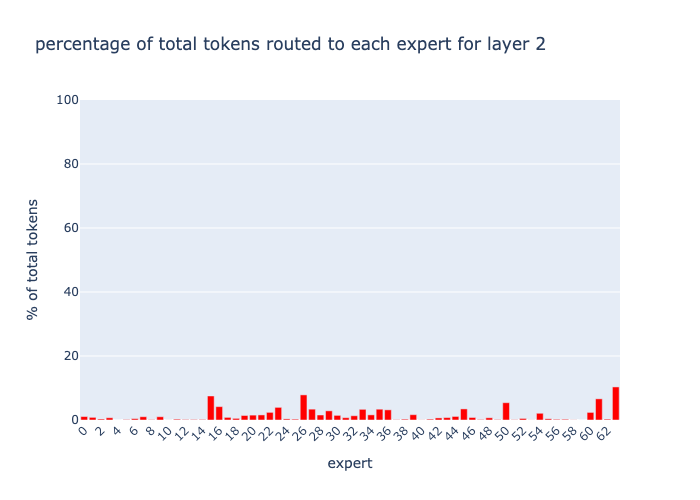 percentage of total tokens routed to each expert for layer 2
% of total tokens
100
80
60
40
20
0
0 2 4 6 8 10 12 14 16 18 20 22 24 26 28 30 32 34 36 38 40 42 44 46 48 50 52 54 56 58 60 62
expert